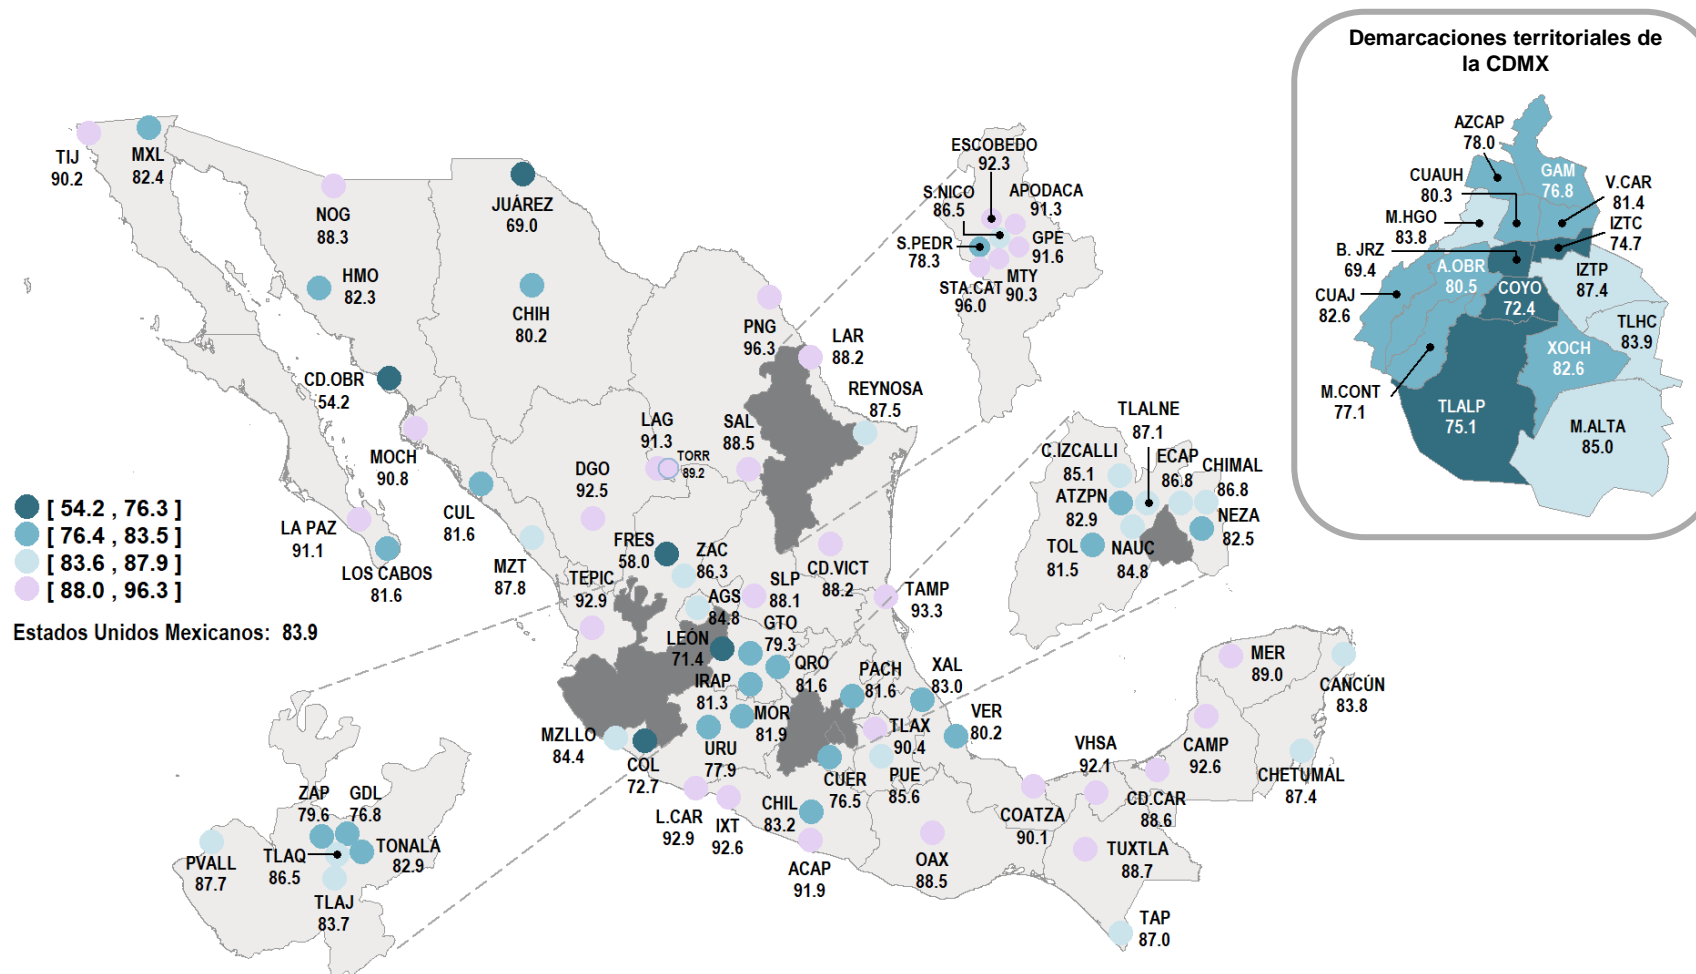 Demarcaciones territoriales de
la CDMX
AZCAP
78.0
GAM
76.8
CUAUH
80.3
V.CAR
81.4
M.HGO
83.8
IZTC
74.7
B. JRZ
69.4
A.OBR
80.5
IZTP
87.4
CUAJ
82.6
COYO
72.4
TLHC
83.9
XOCH
82.6
M.CONT
77.1
TLALP
75.1
M.ALTA
85.0
TIJ
90.2
MXL
82.4
NOG
88.3
HMO
82.3
JUÁREZ
69.0
CHIH
80.2
CD.OBR
54.2
MOCH
90.8
CUL
81.6
LA PAZ
91.1
LOS CABOS
81.6
MZT
87.8
DGO
92.5
LAG
91.3
TORR
89.2
SAL
88.5
PNG
96.3
LAR
88.2
REYNOSA
87.5
ESCOBEDO
92.3
S.NICO
86.5
APODACA
91.3
S.PEDR
78.3
GPE
91.6
MTY
90.3
STA.CAT
96.0
TLALNE
87.1
C.IZCALLI
85.1
ECAP
86.8
CHIMAL
86.8
ATZPN
82.9
NEZA
82.5
TOL
81.5
NAUC
84.8
[ 54.2 , 76.3 ]
[ 76.4 , 83.5 ]
[ 83.6 , 87.9 ]
[ 88.0 , 96.3 ]
Estados Unidos Mexicanos: 83.9
FRES
58.0
ZAC
86.3
TEPIC
92.9
AGS
84.8
SLP
88.1
CD.VICT
88.2
TAMP
93.3
LEÓN
71.4
GTO
79.3
QRO
81.6
IRAP
81.3
PACH
81.6
XAL
83.0
MOR
81.9
URU
77.9
MZLLO
84.4
COL
72.7
TLAX
90.4
VER
80.2
CUER
76.5
PUE
85.6
L.CAR
92.9
IXT
92.6
CHIL
83.2
ACAP
91.9
OAX
88.5
COATZA
90.1
VHSA
92.1
CD.CAR
88.6
CAMP
92.6
MER
89.0
CANCÚN
83.8
CHETUMAL
87.4
TUXTLA
88.7
TAP
87.0
ZAP
79.6
GDL
76.8
TONALÁ
82.9
PVALL
87.7
TLAQ
86.5
TLAJ
83.7